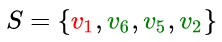 S = {v₁, v₆, v₅, v₂}